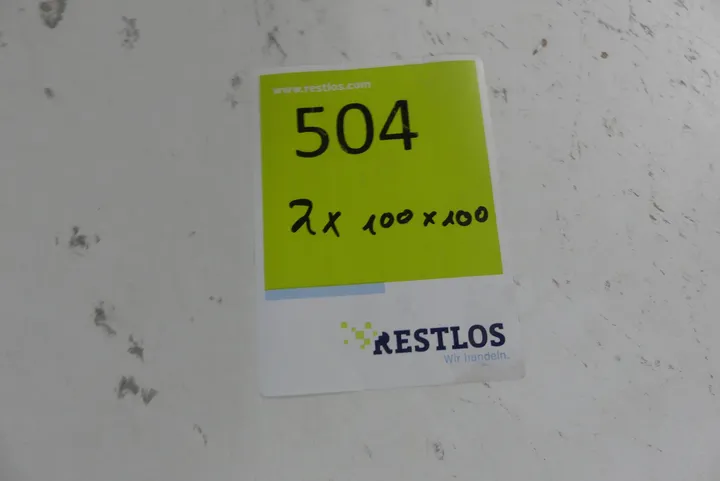 www.restlos.com
504
2x 100x100
RESTLOS
Wir handeln.